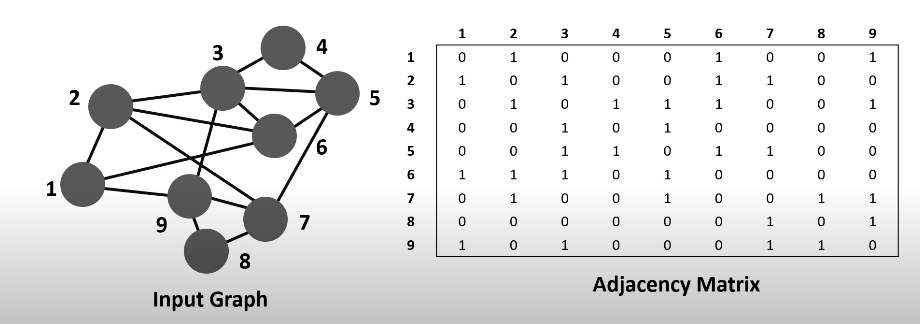 3
4
2
5
6
1
9
7
8
Input Graph
1 2 3 4 5 6 7 8 9
1 0 1 0 0 0 1 0 0 1
2 1 0 1 0 0 1 1 0 0
3 0 1 0 1 1 1 0 0 1
4 0 0 1 0 1 0 0 0 0
5 0 0 1 1 0 1 1 0 0
6 1 1 1 0 1 0 0 0 0
7 0 1 0 0 1 0 0 1 1
8 0 0 0 0 0 0 1 0 1
9 1 0 1 0 0 0 1 1 0
Adjacency Matrix